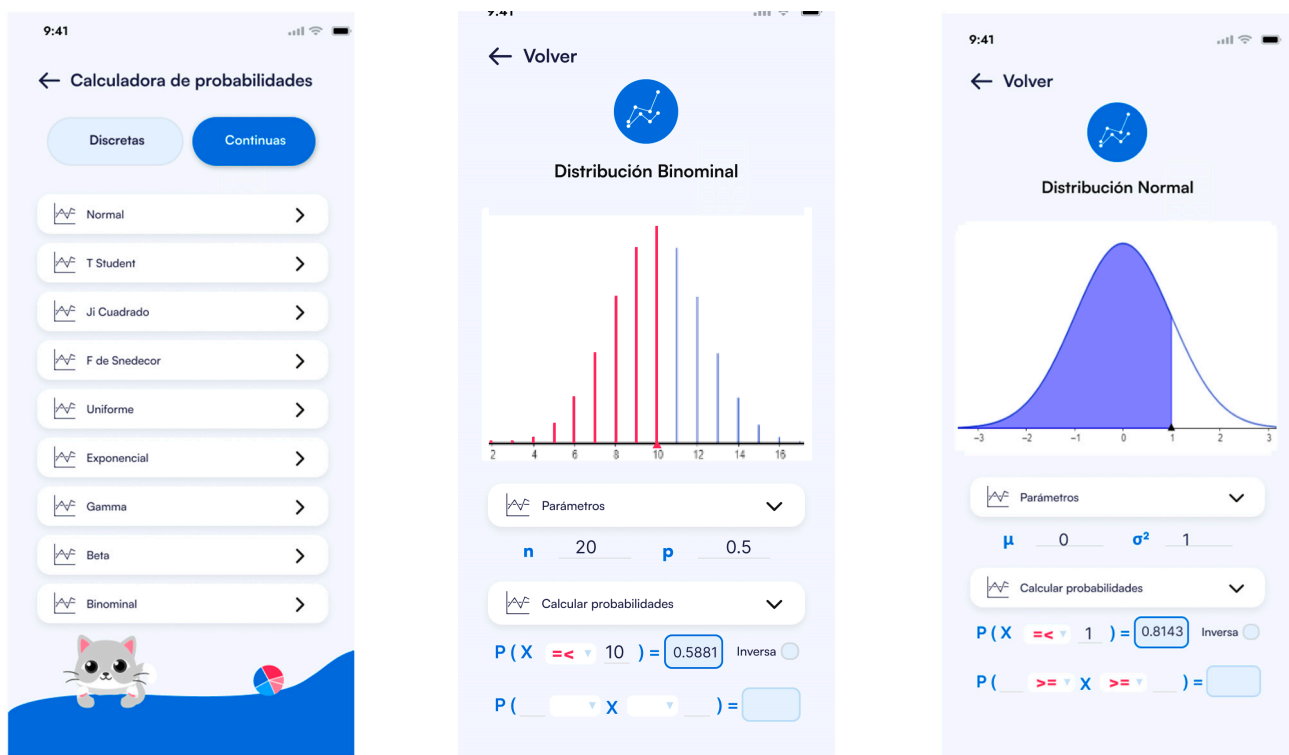 9:41
← Calculadora de probabilidades
Discretas Continuas
Normal
T Student
Ji Cuadrado
F de Snedecor
Uniforme
Exponencial
Gamma
Beta
Binominal
9:41
← Volver
Distribución Binominal
2 4 6 8 10 12 14 16
Parámetros
n 20 p 0.5
Calcular probabilidades
P ( X =< 10 ) = 0.5881 Inversa
P ( X ) =
9:41
← Volver
Distribución Normal
-3 -2 -1 0 1 2 3
Parámetros
μ 0 σ² 1
Calcular probabilidades
P ( X =< 1 ) = 0.8143 Inversa
P ( >= X >= ) =